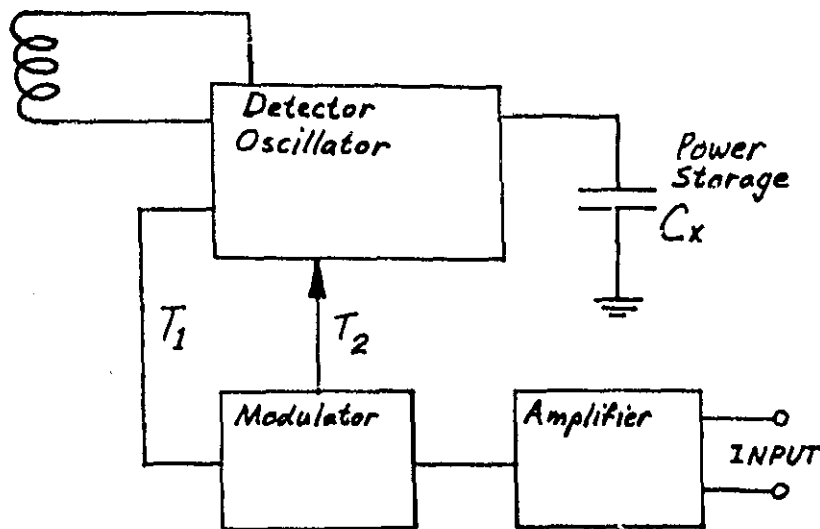 Detector
Oscillator
Power
Storage
Cx
T1
T2
Modulator
Amplifier
INPUT